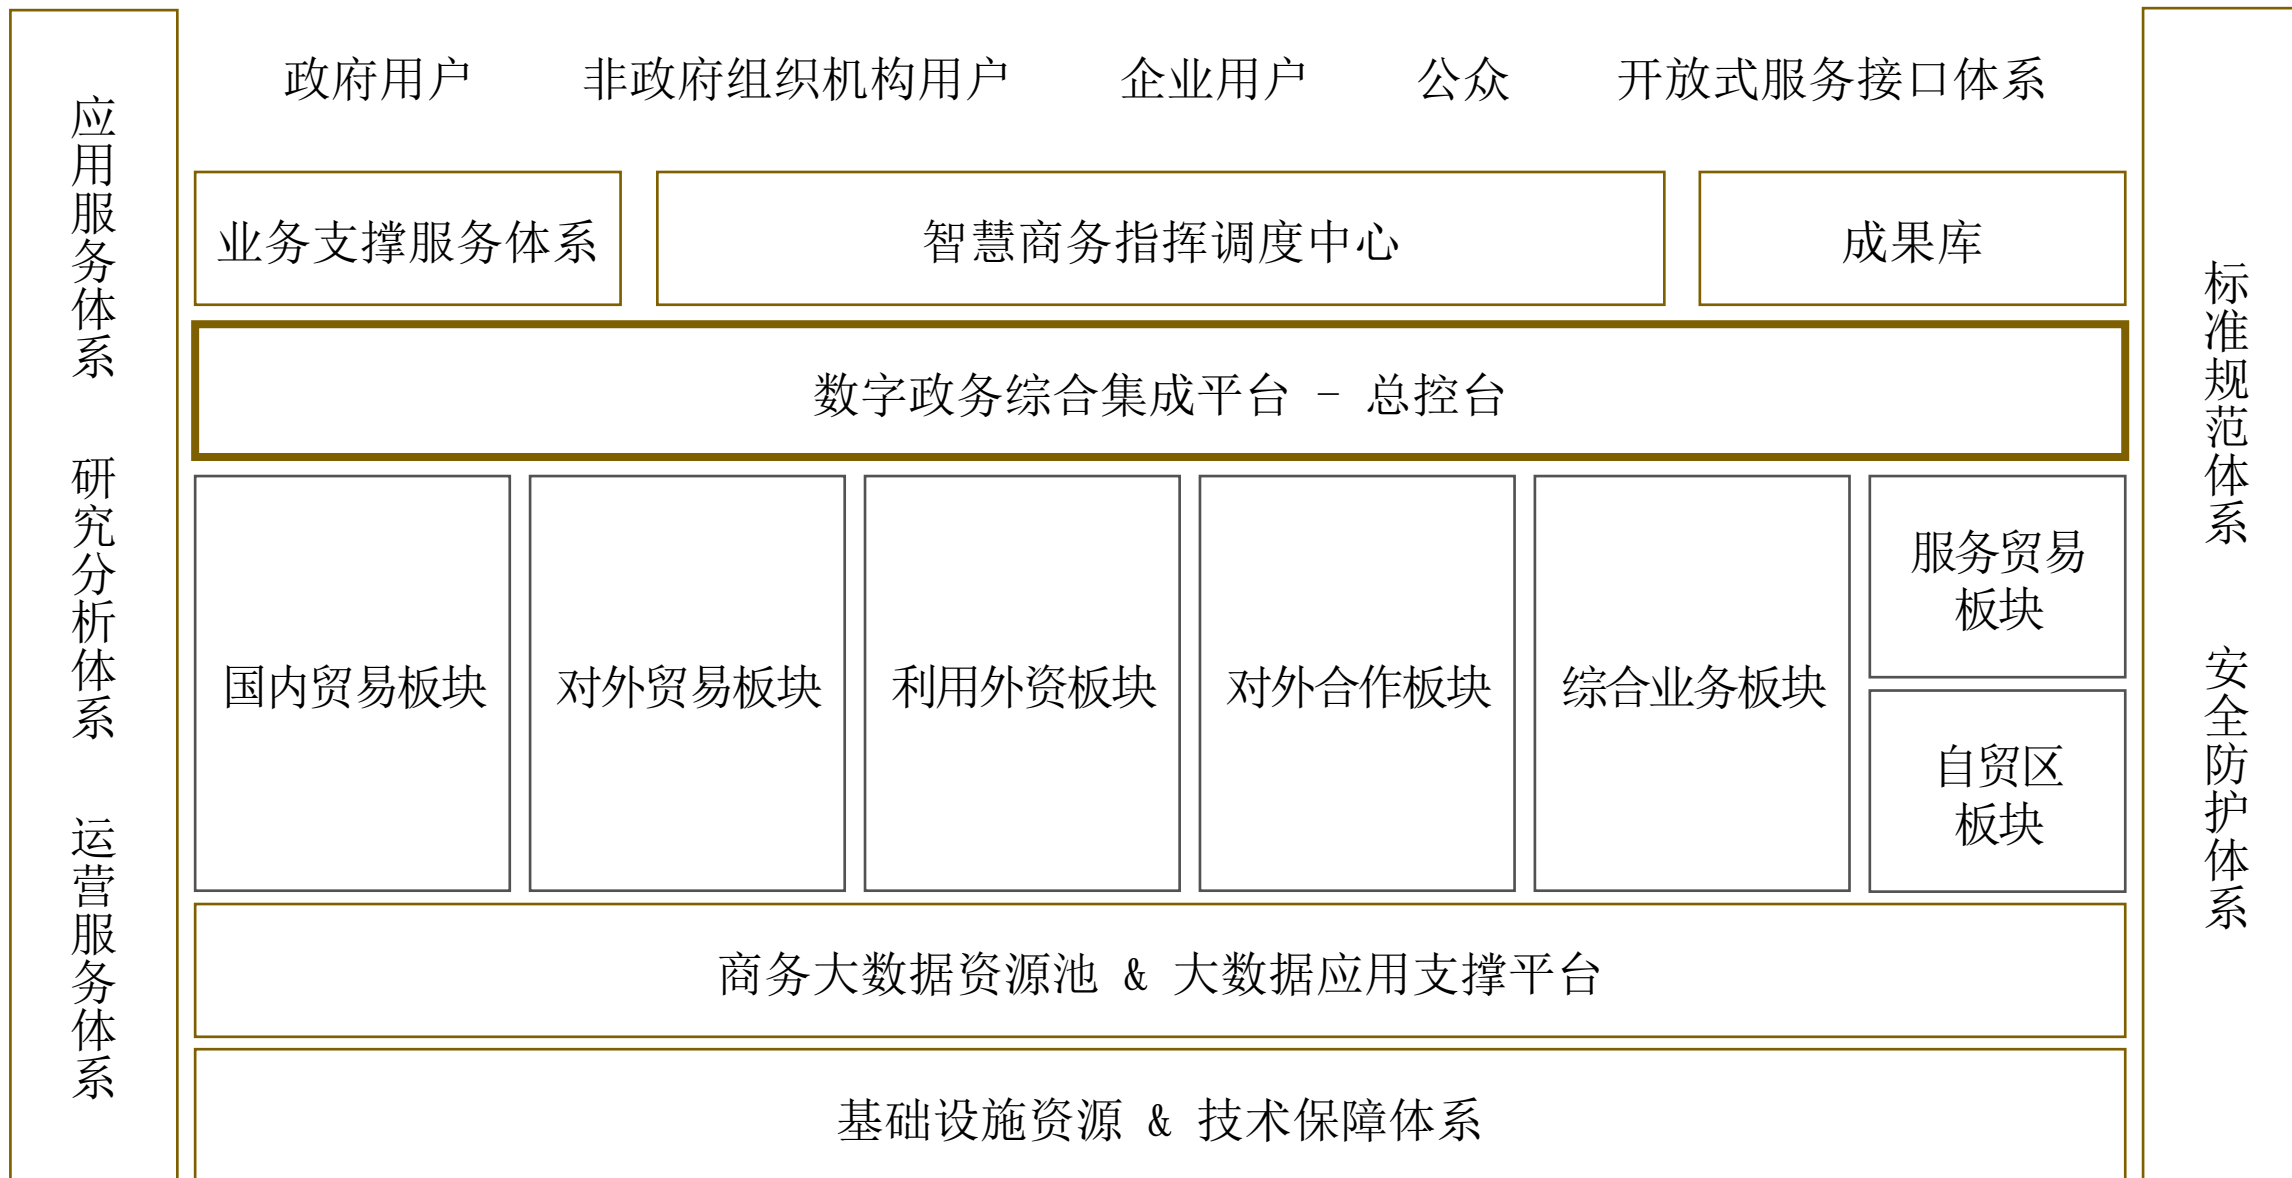 应用服务体系
研究分析体系
运营服务体系
政府用户
非政府组织机构用户
企业用户
公众
开放式服务接口体系
业务支撑服务体系
智慧商务指挥调度中心
成果库
数字政务综合集成平台 - 总控台
国内贸易板块
对外贸易板块
利用外资板块
对外合作板块
综合业务板块
服务贸易
板块
自贸区
板块
商务大数据资源池 & 大数据应用支撑平台
基础设施资源 & 技术保障体系
标准规范体系
安全防护体系